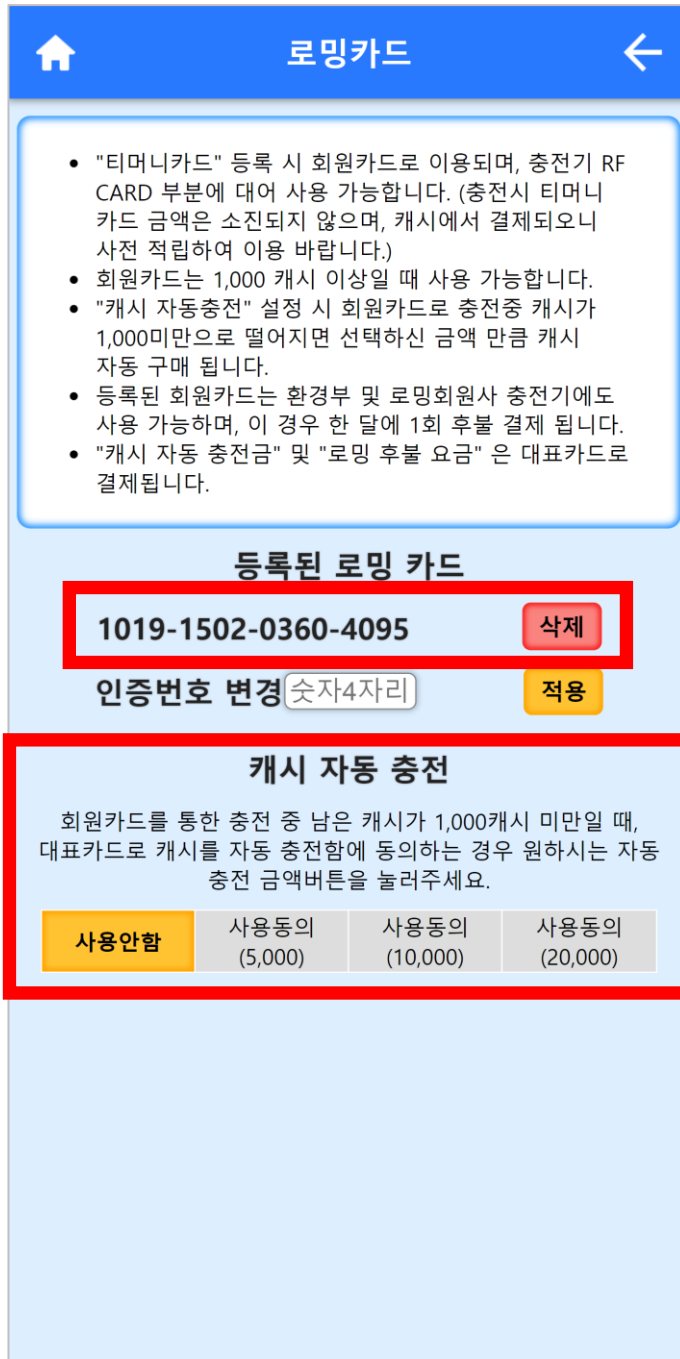 로밍카드
• "티머니카드" 등록 시 회원카드로 이용되며, 충전기 RF
CARD 부분에 대어 사용 가능합니다. (충전시 티머니
카드 금액은 소진되지 않으며, 캐시에서 결제되오니
사전 적립하여 이용 바랍니다.)
• 회원카드는 1,000 캐시 이상일 때 사용 가능합니다.
• "캐시 자동충전" 설정 시 회원카드로 충전중 캐시가
1,000미만으로 떨어지면 선택하신 금액 만큼 캐시
자동 구매 됩니다.
• 등록된 회원카드는 환경부 및 로밍회원사 충전기에도
사용 가능하며, 이 경우 한 달에 1회 후불 결제 됩니다.
• "캐시 자동 충전금" 및 "로밍 후불 요금" 은 대표카드로
결제됩니다.
등록된 로밍 카드
1019-1502-0360-4095 삭제
인증번호 변경 숫자4자리 적용
캐시 자동 충전
회원카드를 통한 충전 중 남은 캐시가 1,000캐시 미만일 때,
대표카드로 캐시를 자동 충전함에 동의하는 경우 원하시는 자동
충전 금액버튼을 눌러주세요.
사용안함 사용동의 사용동의 사용동의
(5,000) (10,000) (20,000)